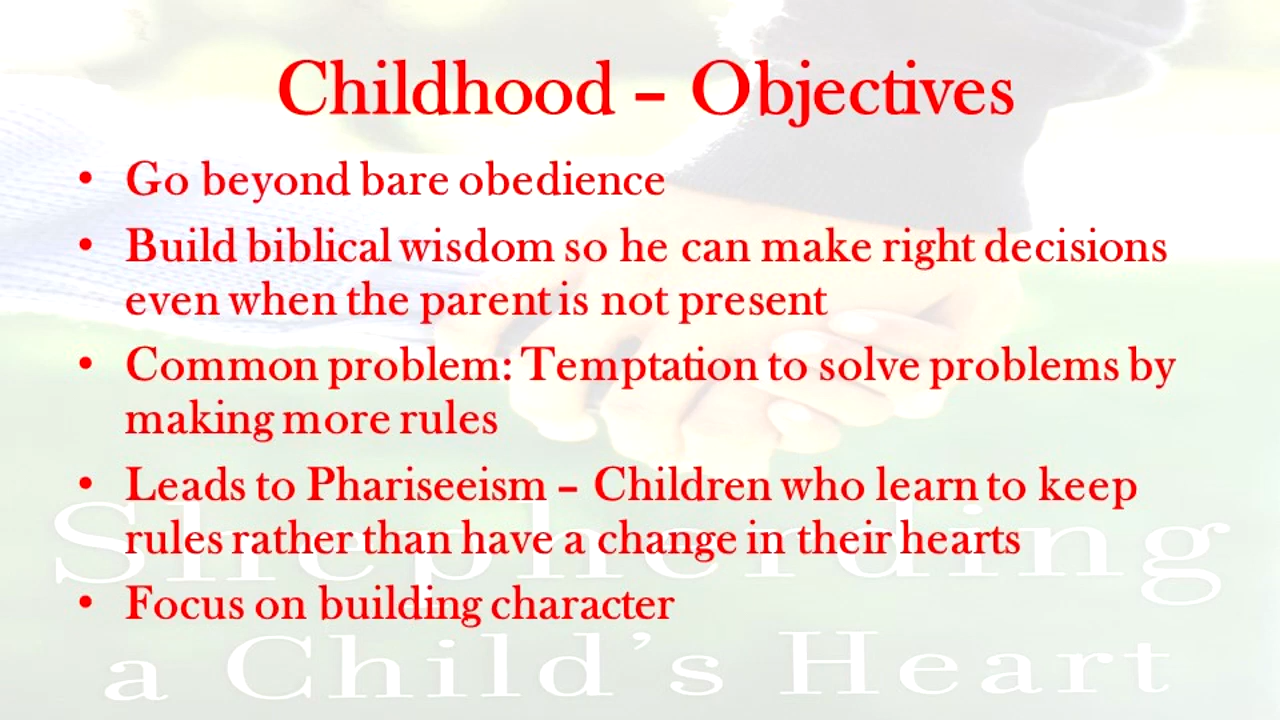 Childhood – Objectives
• Go beyond bare obedience
• Build biblical wisdom so he can make right decisions
even when the parent is not present
• Common problem: Temptation to solve problems by
making more rules
• Leads to Phariseeism – Children who learn to keep
rules rather than have a change in their hearts
• Focus on building character
Shepherding
a Child's Heart